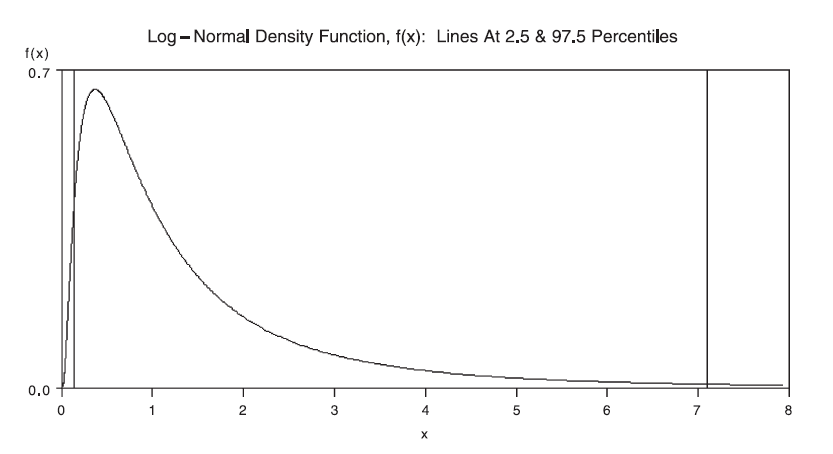 Log–Normal Density Function, f(x): Lines At 2.5 & 97.5 Percentiles
f(x)
0.7
0.0
0 1 2 3 4 5 6 7 8
x